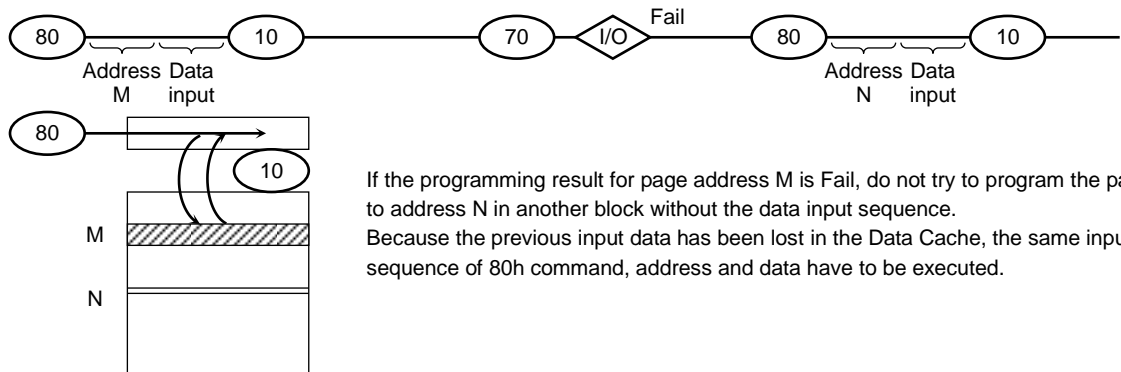 80 10 70 I/O Fail 80 10
Address Data Address Data
M input N input
80
10
If the programming result for page address M is Fail, do not try to program the
to address N in another block without the data input sequence.
M
Because the previous input data has been lost in the Data Cache, the same
sequence of 80h command, address and data have to be executed.
N